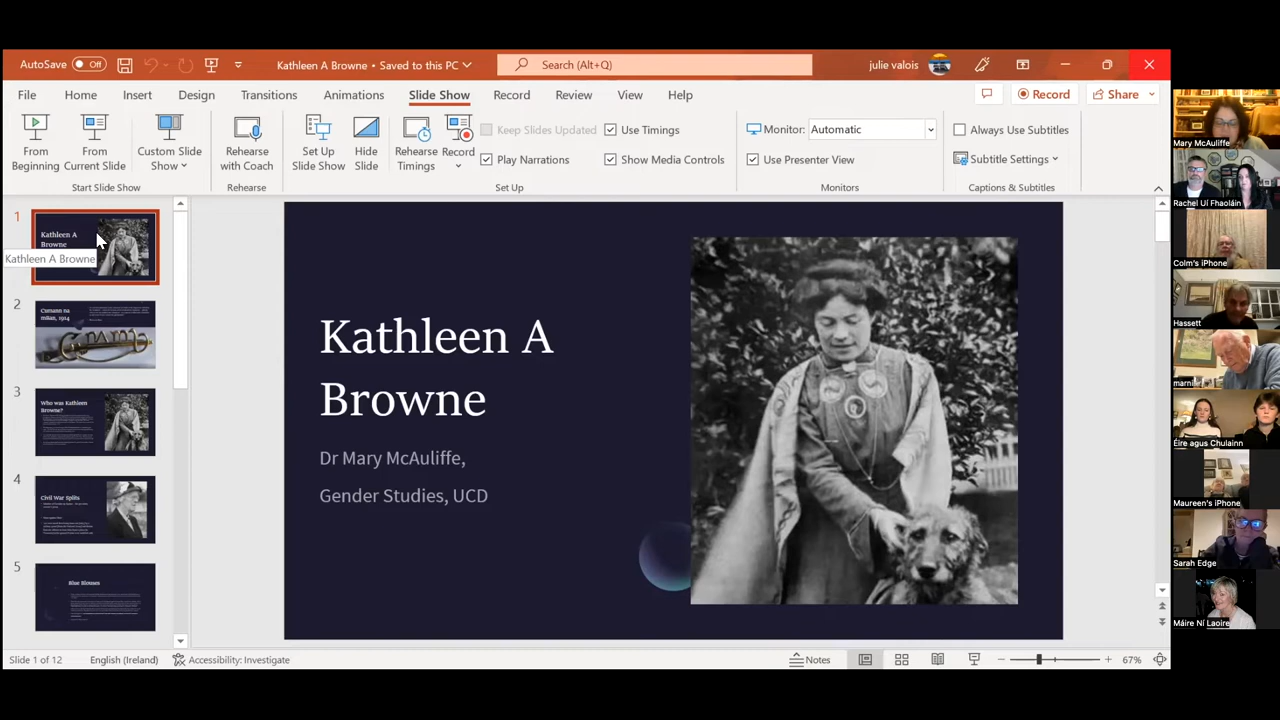 AutoSave Off
Kathleen A Browne • Saved to this PC
Search (Alt+Q)
julie valois
File Home Insert Design Transitions Animations Slide Show Record Review View Help
Record
Share
From Beginning
From Current Slide
Custom Slide Show
Start Slide Show
Rehearse with Coach
Rehearse
Set Up Slide Show
Hide Slide
Rehearse Timings
Record
Keep Slides Updated
Use Timings
Play Narrations
Show Media Controls
Set Up
Monitor: Automatic
Use Presenter View
Monitors
Always Use Subtitles
Subtitle Settings
Captions & Subtitles
1
Kathleen A
Browne
Kathleen A Browne
2
Cumann na
mBan, 1914
3
Who was Kathleen
Browne?
4
Civil War Splits
5
Blue Blouses
Kathleen A
Browne
Dr Mary McAuliffe,
Gender Studies, UCD
Mary McAuliffe
Rachel Uí Fhaoláin
Colm's iPhone
Hassett
Éire agus Chulainn
Maureen's iPhone
Sarah Edge
Máire Ní Laoire
Slide 1 of 12
English (Ireland)
Accessibility: Investigate
Notes
67%